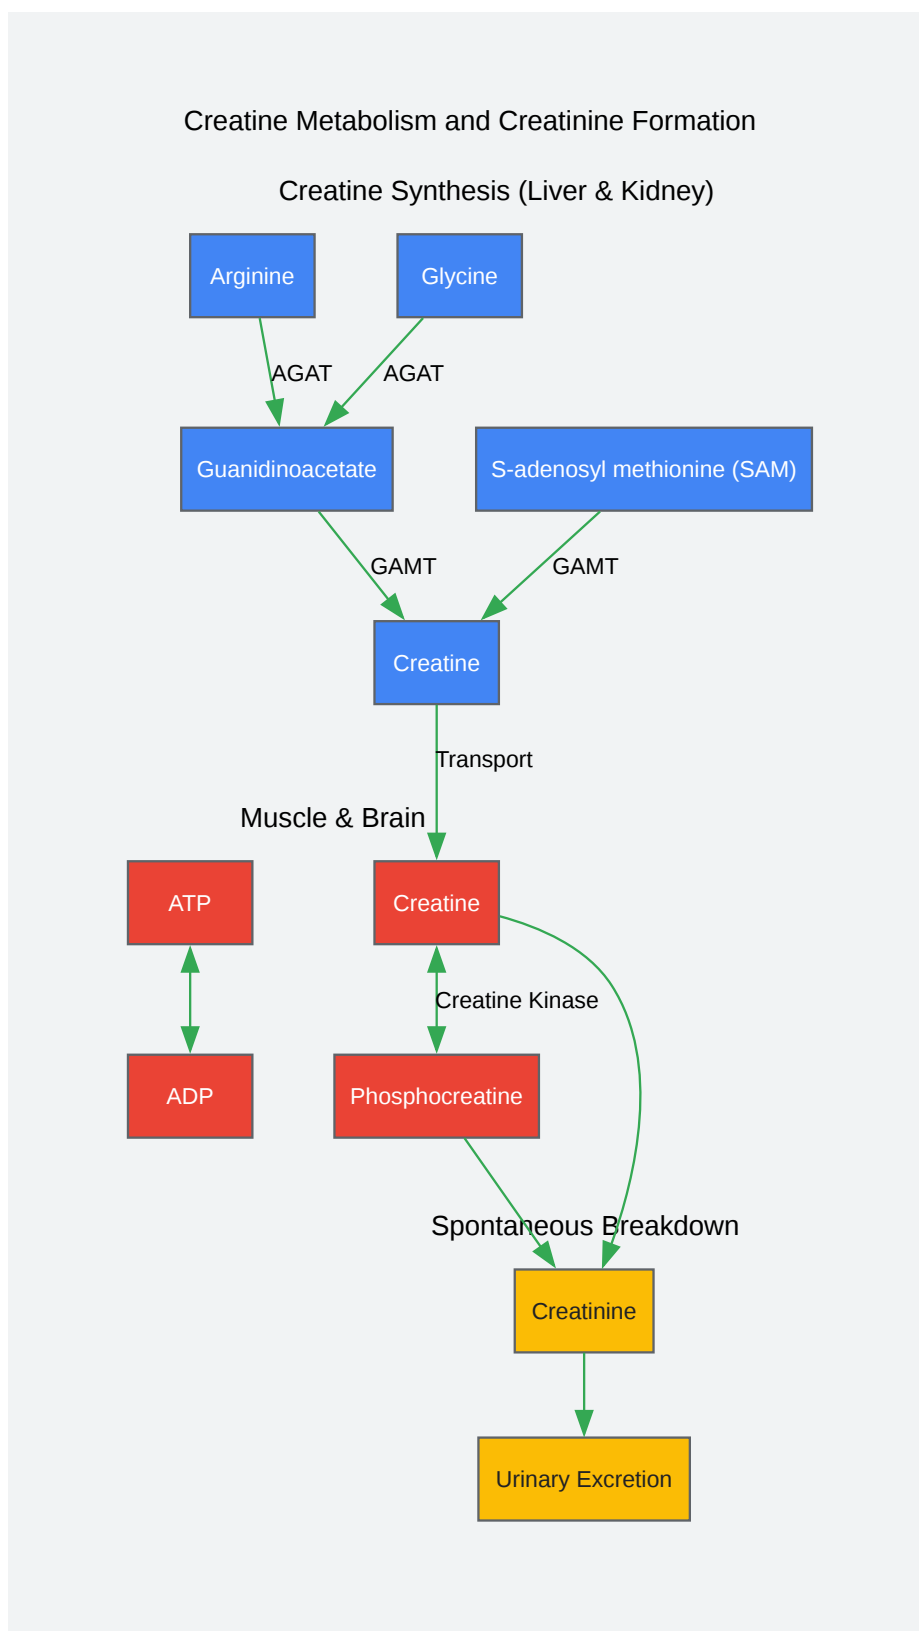 Creatine Metabolism and Creatinine Formation
Creatine Synthesis (Liver & Kidney)
Arginine
Glycine
AGAT
AGAT
Guanidinoacetate
S-adenosyl methionine (SAM)
GAMT
GAMT
Creatine
Transport
Muscle & Brain
ATP
Creatine
Creatine Kinase
ADP
Phosphocreatine
Spontaneous Breakdown
Creatinine
Urinary Excretion